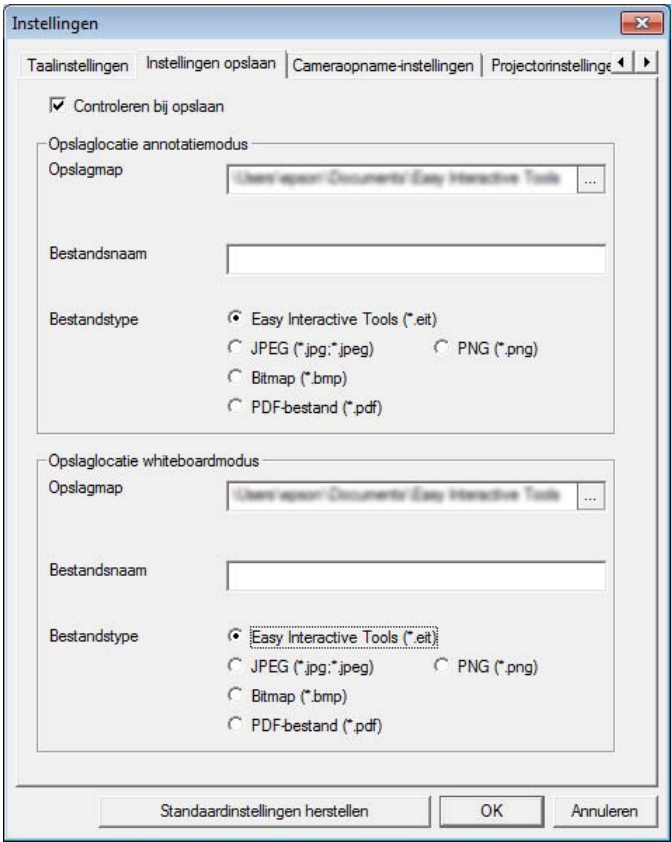 Instellingen
Taalinstellingen Instellingen opslaan Cameraopname-instellingen Projectorinstellinge
Controleren bij opslaan
Opslaglocatie annotatiemodus
Opslagmap
...
Bestandsnaam
Bestandstype Easy Interactive Tools (*.eit)
JPEG (*.jpg;*.jpeg) PNG (*.png)
Bitmap (*.bmp)
PDF-bestand (*.pdf)
Opslaglocatie whiteboardmodus
Opslagmap
...
Bestandsnaam
Bestandstype Easy Interactive Tools (*.eit)
JPEG (*.jpg;*.jpeg) PNG (*.png)
Bitmap (*.bmp)
PDF-bestand (*.pdf)
Standaardinstellingen herstellen OK Annuleren